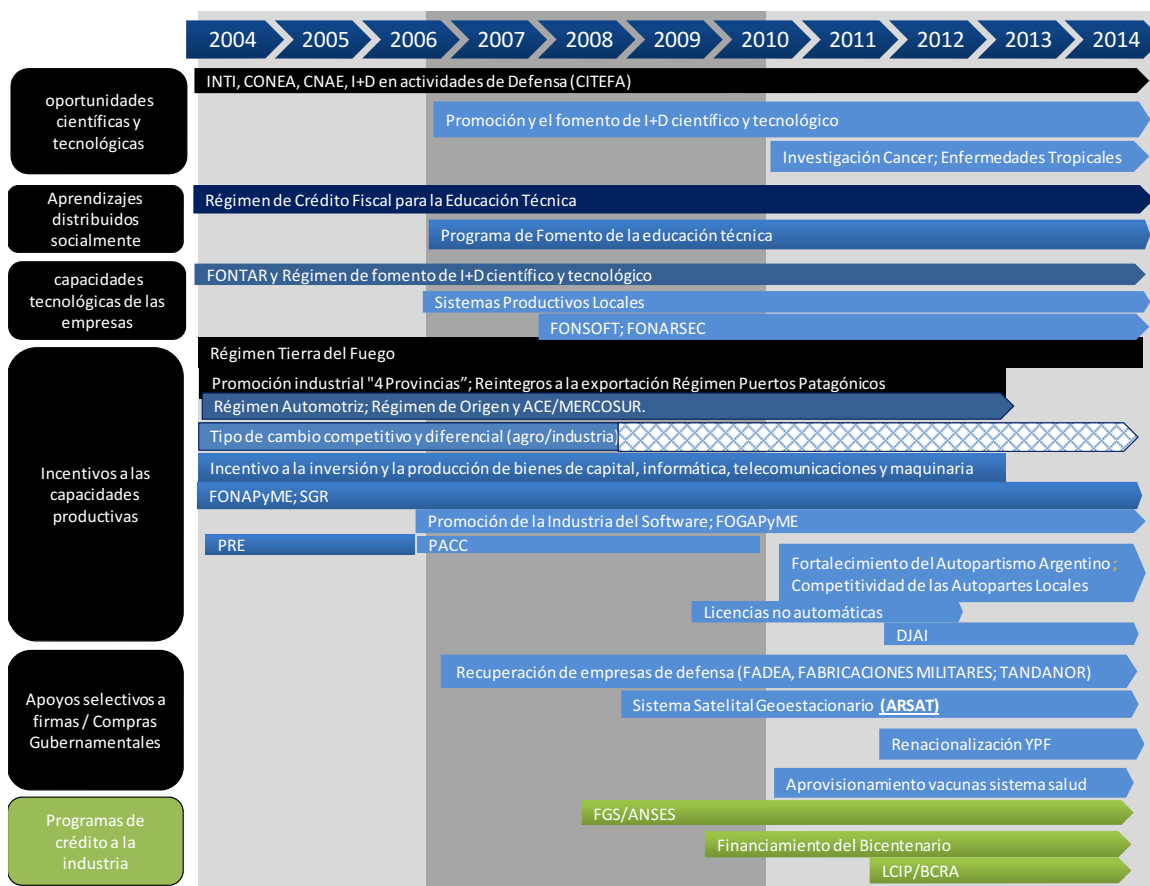 2004 2005 2006 2007 2008 2009 2010 2011 2012 2013 2014
oportunidades
científicas y
tecnológicas
INTI, CONEA, CNAE, I+D en actividades de Defensa (CITEFA)
Promoción y el fomento de I+D científico y tecnológico
Investigación Cancer; Enfermedades Tropicales
Aprendizajes
distribuidos
socialmente
Régimen de Crédito Fiscal para la Educación Técnica
Programa de Fomento de la educación técnica
capacidades
tecnológicas de las
empresas
FONTAR y Régimen de fomento de I+D científico y tecnológico
Sistemas Productivos Locales
FONSOFT; FONARSEC
Incentivos a las
capacidades
productivas
Régimen Tierra del Fuego
Promoción industrial "4 Provincias”; Reintegros a la exportación Régimen Puertos Patagónicos
Régimen Automotriz; Régimen de Origen y ACE/MERCOSUR.
Tipo de cambio competitivo y diferencial (agro/industria)
Incentivo a la inversión y la producción de bienes de capital, informática, telecomunicaciones y maquinaria
FONAPyME; SGR
Promoción de la Industria del Software; FOGAPyME
PRE
PACC
Fortalecimiento del Autopartismo Argentino ;
Competitividad de las Autopartes Locales
Licencias no automáticas
DJAI
Apoyos selectivos a
firmas / Compras
Gubernamentales
Recuperación de empresas de defensa (FADEA, FABRICACIONES MILITARES; TANDANOR)
Sistema Satelital Geoestacionario (ARSAT)
Renacionalización YPF
Aprovisionamiento vacunas sistema salud
Programas de
crédito a la
industria
FGS/ANSES
Financiamiento del Bicentenario
LCIP/BCRA